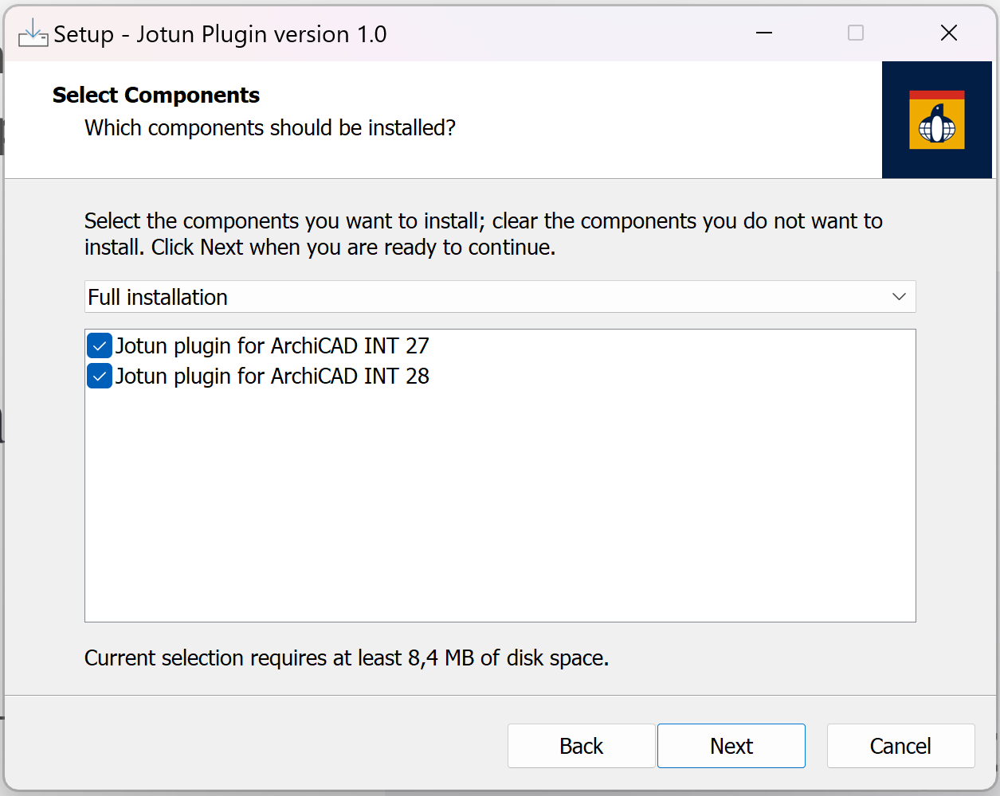 Setup - Jotun Plugin version 1.0
Select Components
Which components should be installed?
Select the components you want to install; clear the components you do not want to
install. Click Next when you are ready to continue.
Full installation
Jotun plugin for ArchiCAD INT 27
Jotun plugin for ArchiCAD INT 28
Current selection requires at least 8,4 MB of disk space.
Back
Next
Cancel